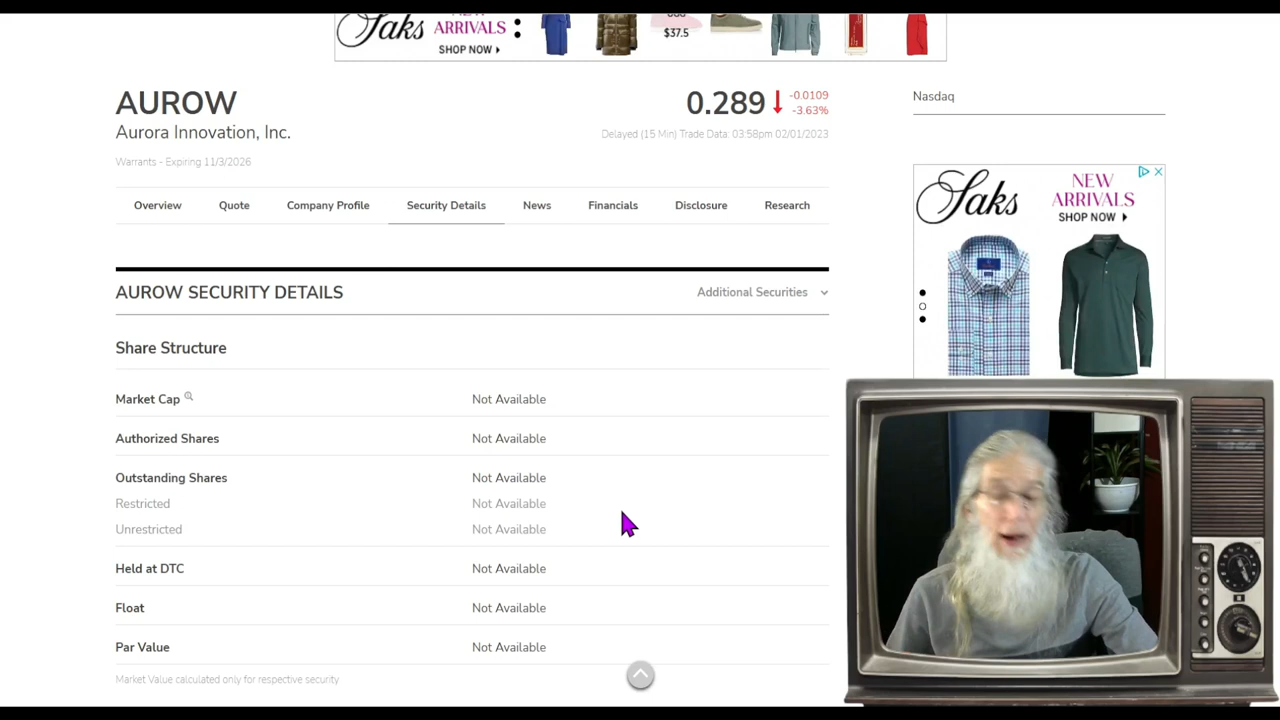 Saks
NEW
ARRIVALS
SHOP NOW
$37.5
AUROW
Aurora Innovation, Inc.
Warrants - Expiring 11/3/2026
0.289
-0.0109
-3.63%
Delayed (15 Min) Trade Data: 03:58pm 02/01/2023
Nasdaq
Overview
Quote
Company Profile
Security Details
News
Financials
Disclosure
Research
Saks
NEW
ARRIVALS
SHOP NOW
AUROW SECURITY DETAILS
Additional Securities
Share Structure
Market Cap
Not Available
Authorized Shares
Not Available
Outstanding Shares
Not Available
Restricted
Not Available
Unrestricted
Not Available
Held at DTC
Not Available
Float
Not Available
Par Value
Not Available
Market Value calculated only for respective security